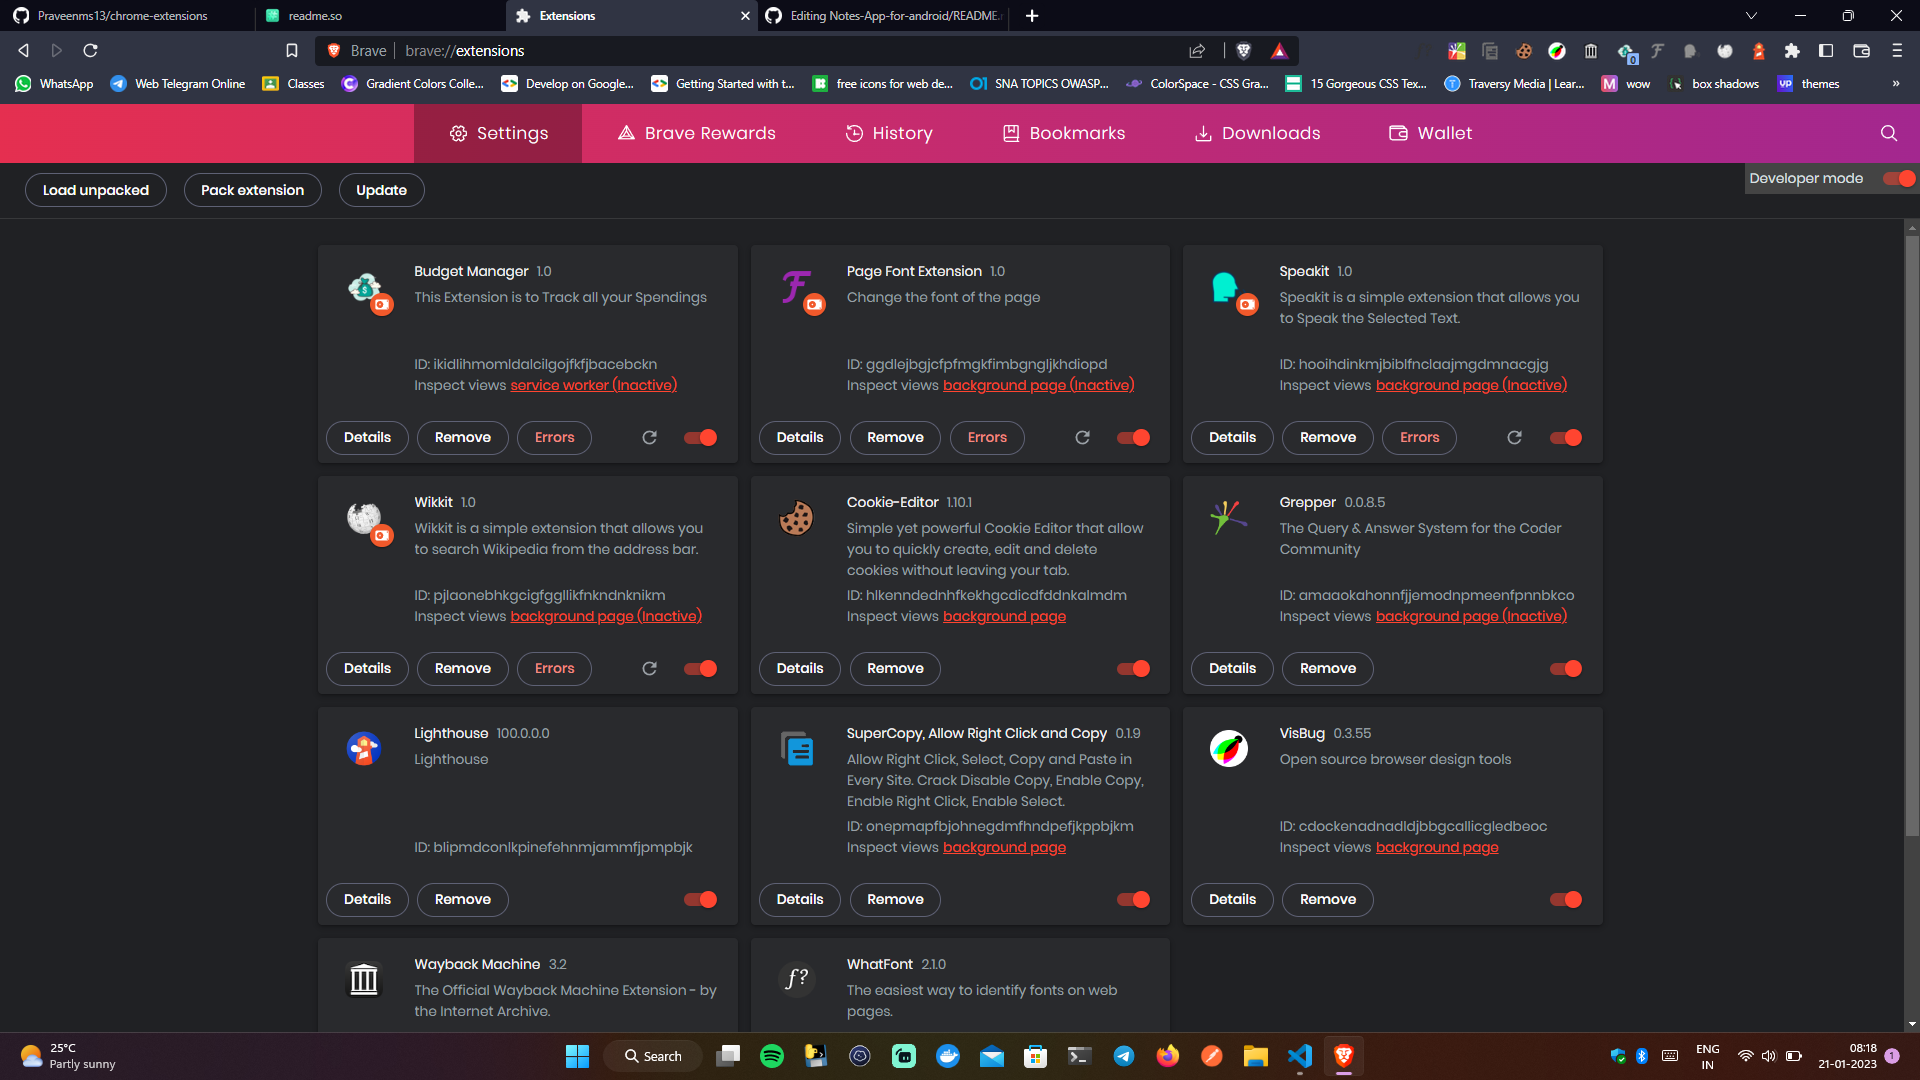 Praveenms13/chrome-extensions
readme.so
Extensions
Editing Notes-App-for-android/README.
Brave
brave://extensions
0
WhatsApp
Web Telegram Online
Classes
Gradient Colors Colle...
Develop on Google...
Getting Started with t...
free icons for web de...
SNA TOPICS OWASP...
ColorSpace - CSS Gra...
15 Gorgeous CSS Tex...
Traversy Media | Lear...
wow
box shadows
themes
»
Settings
Brave Rewards
History
Bookmarks
Downloads
Wallet
Load unpacked
Pack extension
Update
Developer mode
Budget Manager 1.0
This Extension is to Track all your Spendings
ID: ikidlihmomldalcilgojfkfjbacebckn
Inspect views service worker (Inactive)
Details
Remove
Errors
Page Font Extension 1.0
Change the font of the page
ID: ggdlejbgjcfpfmgkfimbgngljkhdiopd
Inspect views background page (Inactive)
Details
Remove
Errors
Speakit 1.0
Speakit is a simple extension that allows you
to Speak the Selected Text.
ID: hooihdinkmjbiblfnclaajmgdmnacgjg
Inspect views background page (Inactive)
Details
Remove
Errors
Wikkit 1.0
Wikkit is a simple extension that allows you
to search Wikipedia from the address bar.
ID: pjlaonebhkgcigfggllikfnkndnknikm
Inspect views background page (Inactive)
Details
Remove
Errors
Cookie-Editor 1.10.1
Simple yet powerful Cookie Editor that allow
you to quickly create, edit and delete
cookies without leaving your tab.
ID: hlkenndednhfkekhgcdicdfddnkalmdm
Inspect views background page
Details
Remove
Grepper 0.0.8.5
The Query & Answer System for the Coder
Community
ID: amaaokahonnfjjemodnpmeenfpnnbkco
Inspect views background page (Inactive)
Details
Remove
Lighthouse 100.0.0.0
Lighthouse
ID: blipmdconlkpinefehnmjammfjpmpbjk
Details
Remove
SuperCopy, Allow Right Click and Copy 0.1.9
Allow Right Click, Select, Copy and Paste in
Every Site. Crack Disable Copy, Enable Copy,
Enable Right Click, Enable Select.
ID: onepmapfbjohnegdmfhndpefjkppbjkm
Inspect views background page
Details
Remove
VisBug 0.3.55
Open source browser design tools
ID: cdockenadnadldjbbgcallicgledbeoc
Inspect views background page
Details
Remove
Wayback Machine 3.2
The Official Wayback Machine Extension - by
the Internet Archive.
f?
WhatFont 2.1.0
The easiest way to identify fonts on web
pages.
25°C
Partly sunny
Search
ENG
IN
08:18
21-01-2023
1